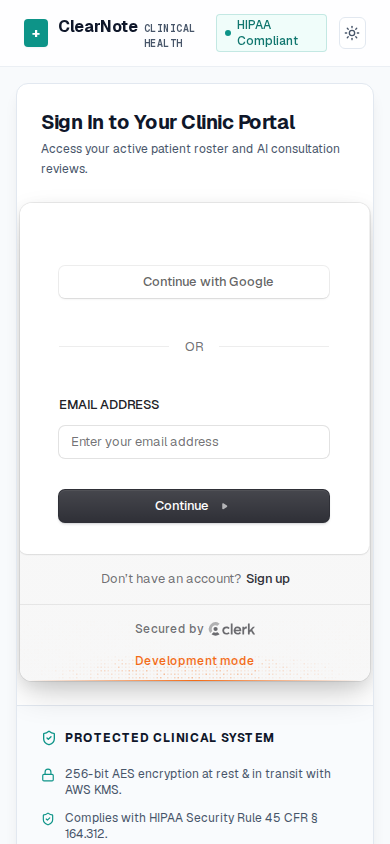 + ClearNote CLINICAL HEALTH
HIPAA Compliant
Sign In to Your Clinic Portal
Access your active patient roster and AI consultation
reviews.
Continue with Google
OR
EMAIL ADDRESS
Enter your email address
Continue
Don't have an account? Sign up
Secured by clerk
Development mode
PROTECTED CLINICAL SYSTEM
256-bit AES encryption at rest & in transit with
AWS KMS.
Complies with HIPAA Security Rule 45 CFR §
164.312.